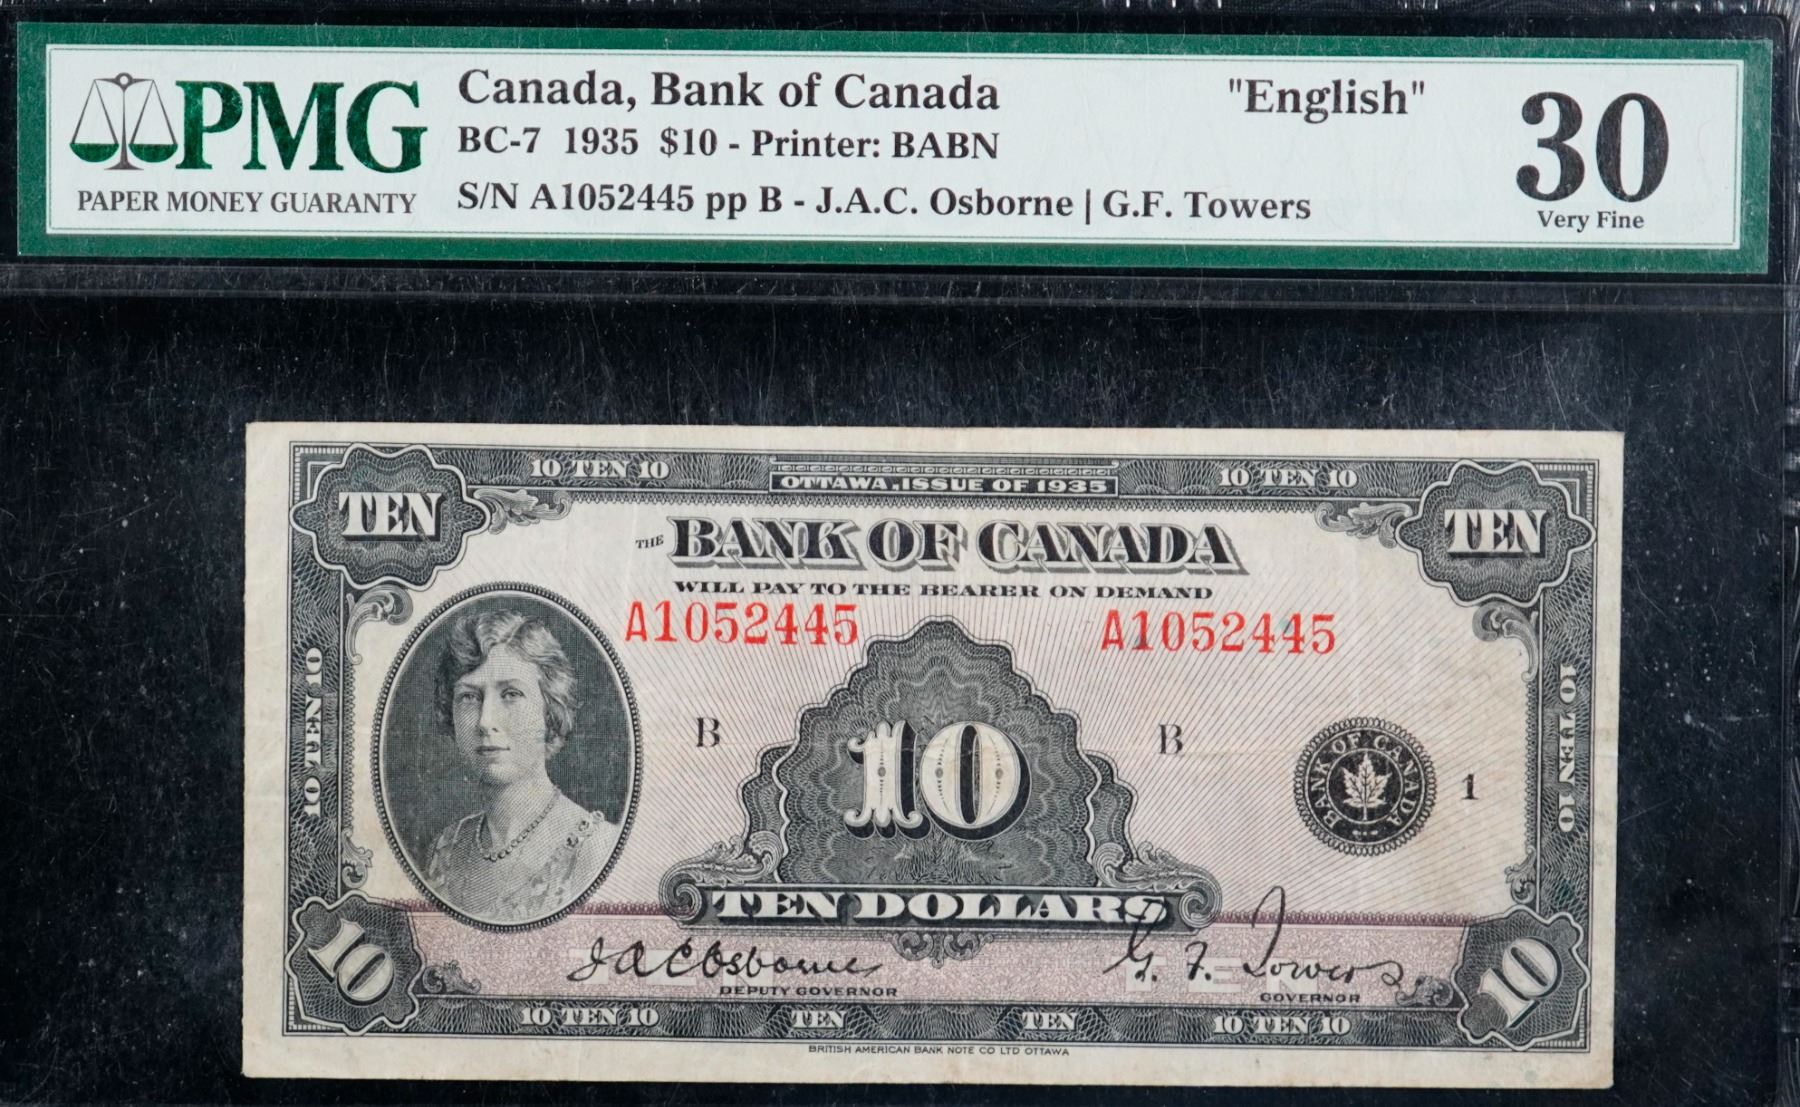 PMG
PAPER MONEY GUARANTY
Canada, Bank of Canada "English"
BC-7 1935 $10 - Printer: BABN
S/N A1052445 pp B - J.A.C. Osborne | G.F. Towers
30
Very Fine
10 TEN 10 OTTAWA, ISSUE OF 1935 10 TEN 10
TEN TEN
THE BANK OF CANADA
WILL PAY TO THE BEARER ON DEMAND
A1052445 A1052445
10 TEN 10 10 TEN 10
B B
10
BANK OF CANADA
1
TEN DOLLARS
10 10
J A C Osborne G. F. Towers
DEPUTY GOVERNOR GOVERNOR
10 TEN 10 TEN TEN 10 TEN 10
BRITISH AMERICAN BANK NOTE CO LTD OTTAWA